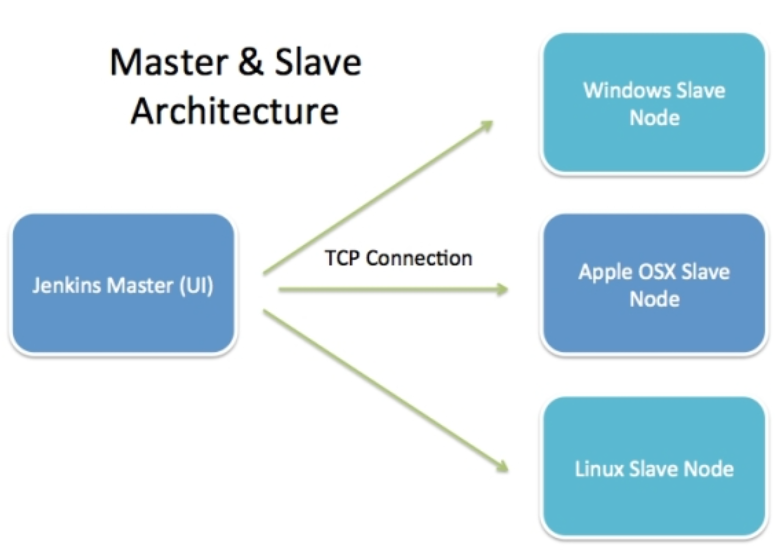 Master & Slave
Architecture
Windows Slave
Node
TCP Connection
Jenkins Master (UI)
Apple OSX Slave
Node
Linux Slave Node